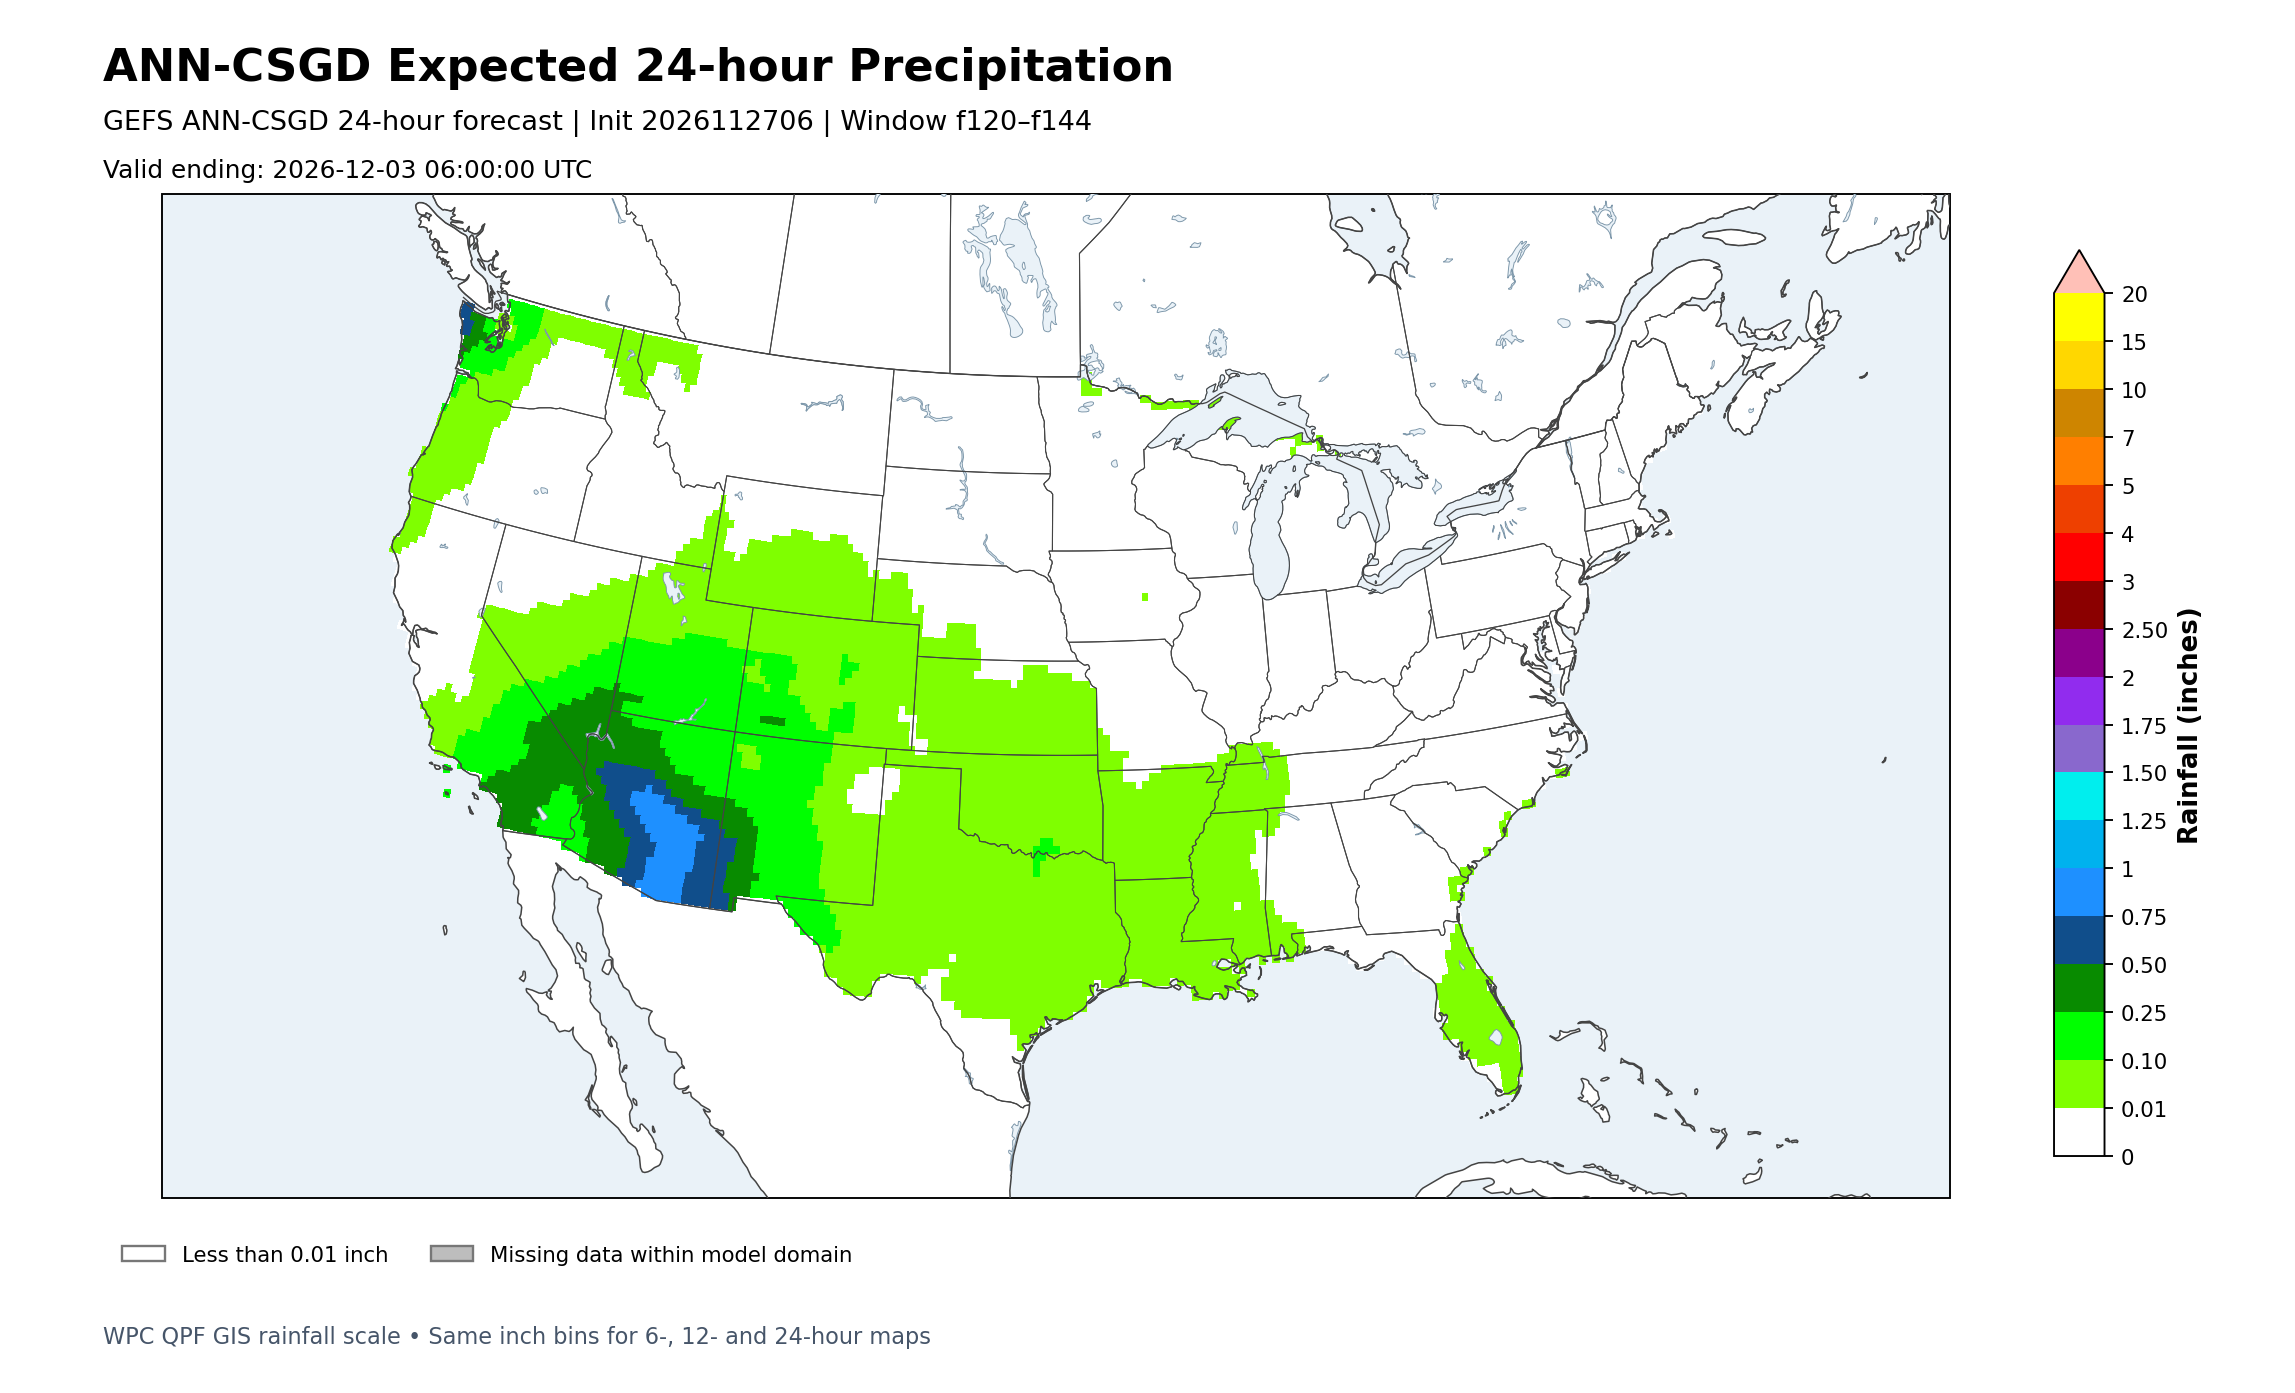 ANN-CSGD Expected 24-hour Precipitation
GEFS ANN-CSGD 24-hour forecast | Init 2026112706 | Window f120–f144
Valid ending: 2026-12-03 06:00:00 UTC
20
15
10
7
5
4
3
2.50
2
1.75
1.50
1.25
1
0.75
0.50
0.25
0.10
0.01
0
Rainfall (inches)
Less than 0.01 inch
Missing data within model domain
WPC QPF GIS rainfall scale • Same inch bins for 6-, 12- and 24-hour maps